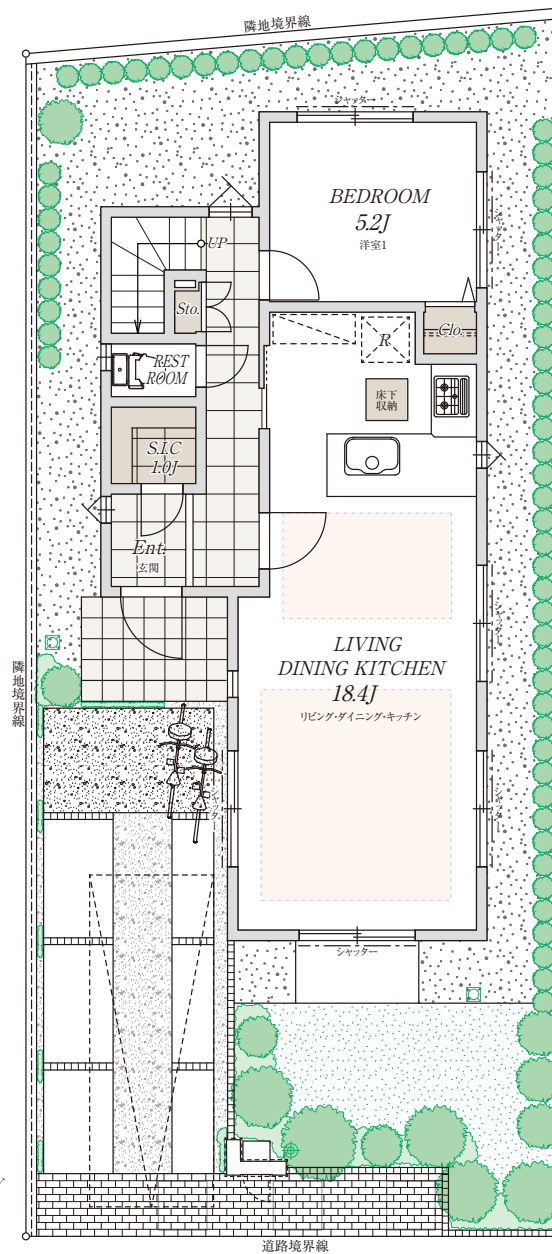 隣地境界線
シャッター
BEDROOM
5.2J
洋室1
シャッター
UP
Sto.
Clo.
R
REST
ROOM
床下
収納
S.I.C
1.0J
Ent.
玄関
シャッター
LIVING
DINING KITCHEN
18.4J
リビング・ダイニング・キッチン
隣地境界線
シャッター
シャッター
シャッター
道路境界線